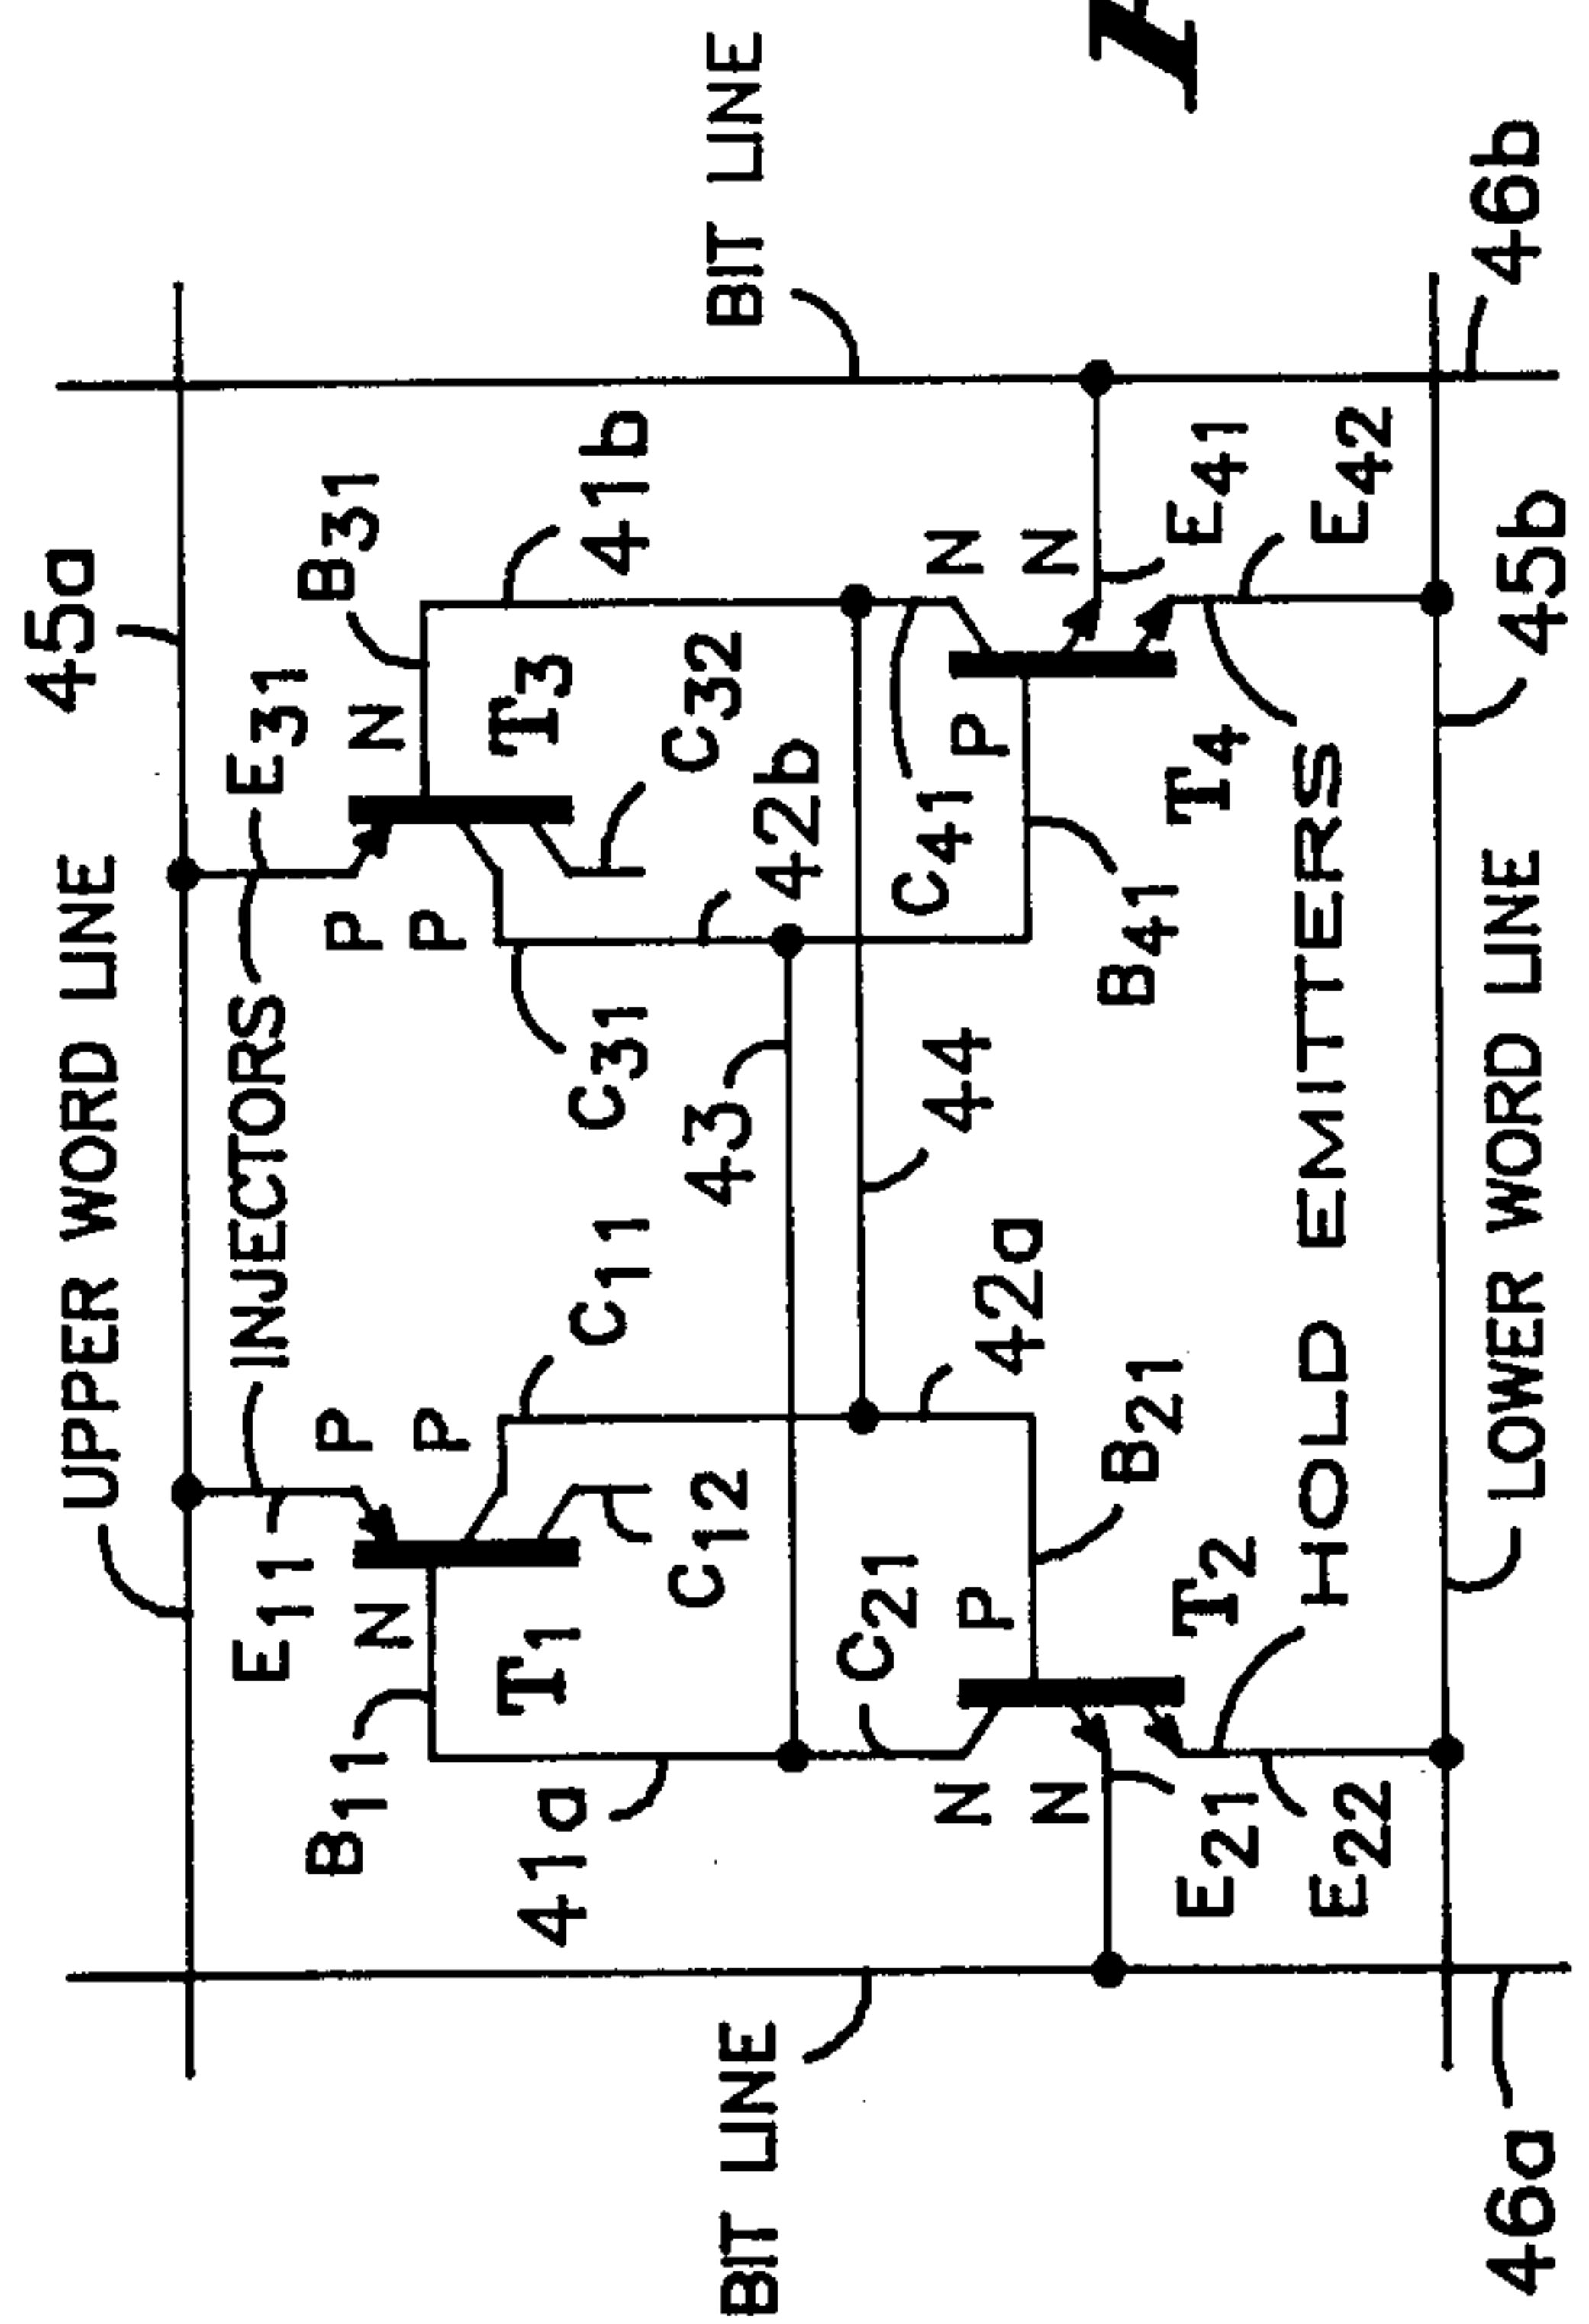 45a
UPPER WORD LINE
INJECTORS
E11
E31
P
P
N
N
B11
B31
P
P
T1
T3
C11
C31
41a
41b
C12
C32
BIT LINE
BIT LINE
43
42b
44
C21
C41
N
P
P
N
42a
N
N
B21
B41
T2
T4
E21
E41
HOLD EMITTERS
E22
E42
LOWER WORD LINE
45b
46a
46b